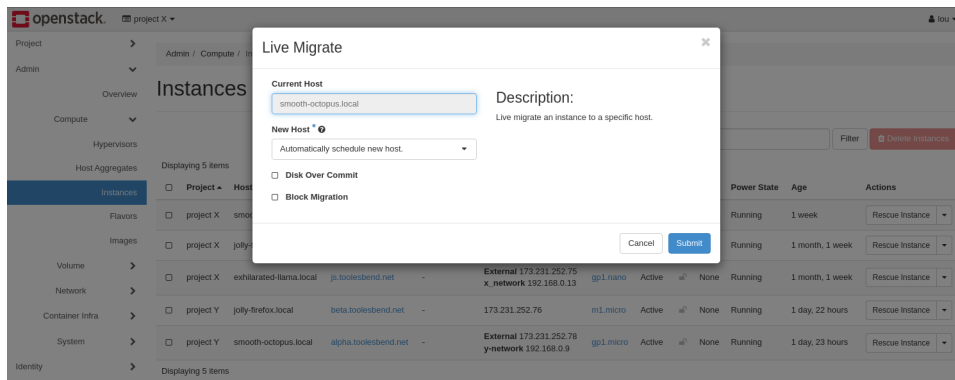 openstack.
project X
lou
Project
Admin
Overview
Compute
Hypervisors
Host Aggregates
Instances
Flavors
Images
Volume
Network
Container Infra
System
Identity
Admin / Compute / In
Instances
Filter
Delete Instances
Displaying 5 items
Project Host Power State Age Actions
project X smoo Running 1 week Rescue Instance
project X jolly-f Running 1 month, 1 week Rescue Instance
project X exhilarated-llama.local js.toolesbend.net - External 173.231.252.75 x_network 192.168.0.13 gp1.nano Active None Running 1 month, 1 week Rescue Instance
project Y jolly-firefox.local beta.toolesbend.net - 173.231.252.76 m1.micro Active None Running 1 day, 22 hours Rescue Instance
project Y smooth-octopus.local alpha.toolesbend.net - External 173.231.252.78 y-network 192.168.0.9 gp1.micro Active None Running 1 day, 23 hours Rescue Instance
Displaying 5 items
Live Migrate
Current Host
smooth-octopus.local
New Host *
Automatically schedule new host.
Disk Over Commit
Block Migration
Description:
Live migrate an instance to a specific host.
Cancel
Submit